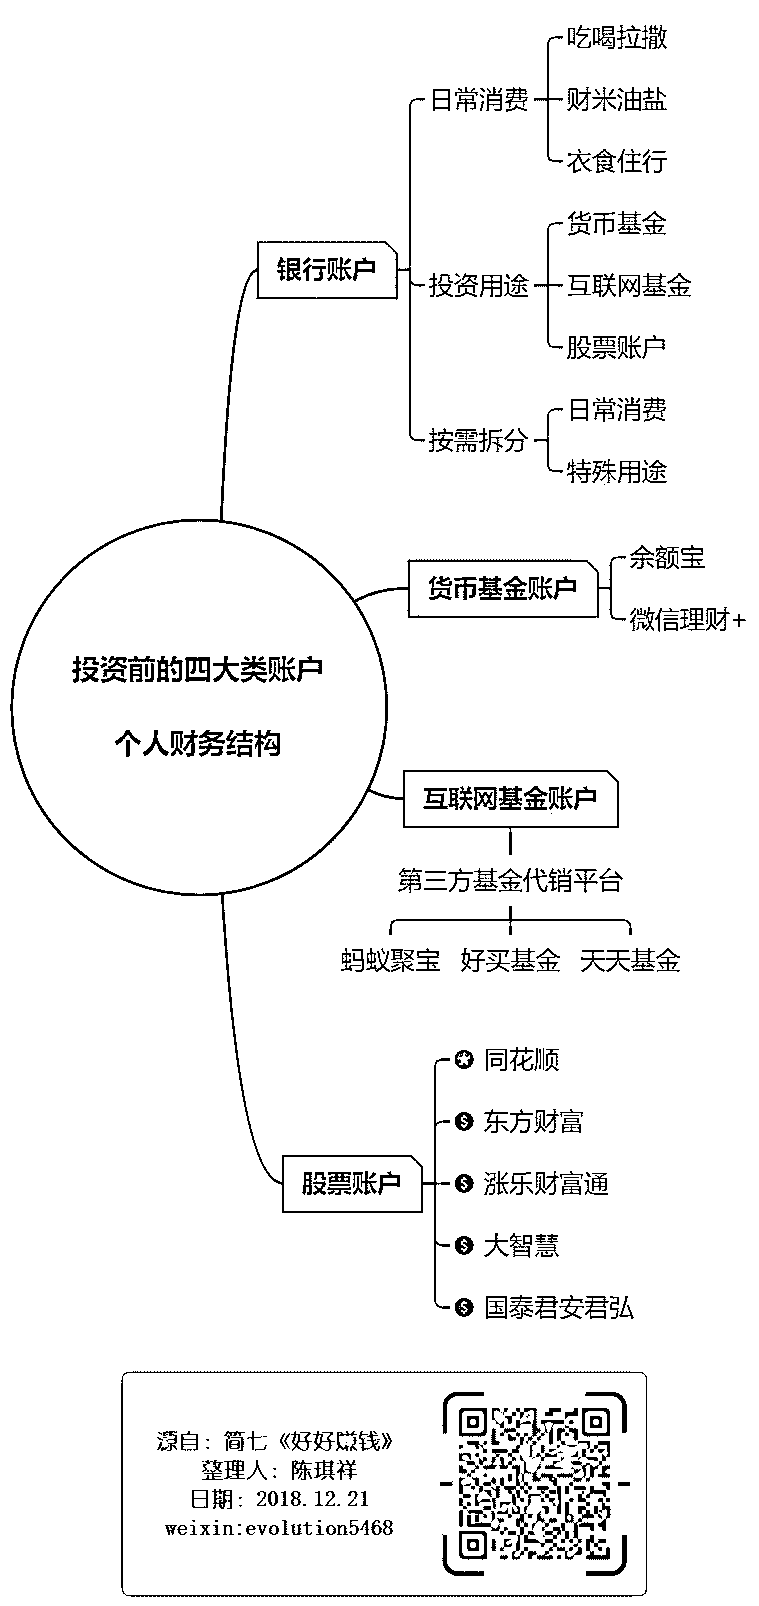 吃喝拉撒
日常消费
财米油盐
衣食住行
货币基金
银行账户
投资用途
互联网基金
股票账户
日常消费
按需拆分
特殊用途
余额宝
货币基金账户
微信理财+
投资前的四大类账户
个人财务结构
互联网基金账户
第三方基金代销平台
蚂蚁聚宝 好买基金 天天基金
同花顺
东方财富
股票账户
涨乐财富通
大智慧
国泰君安君弘
源自：简七《好好赚钱》
整理人：陈琪祥
日期：2018.12.21
weixin:evolution5468